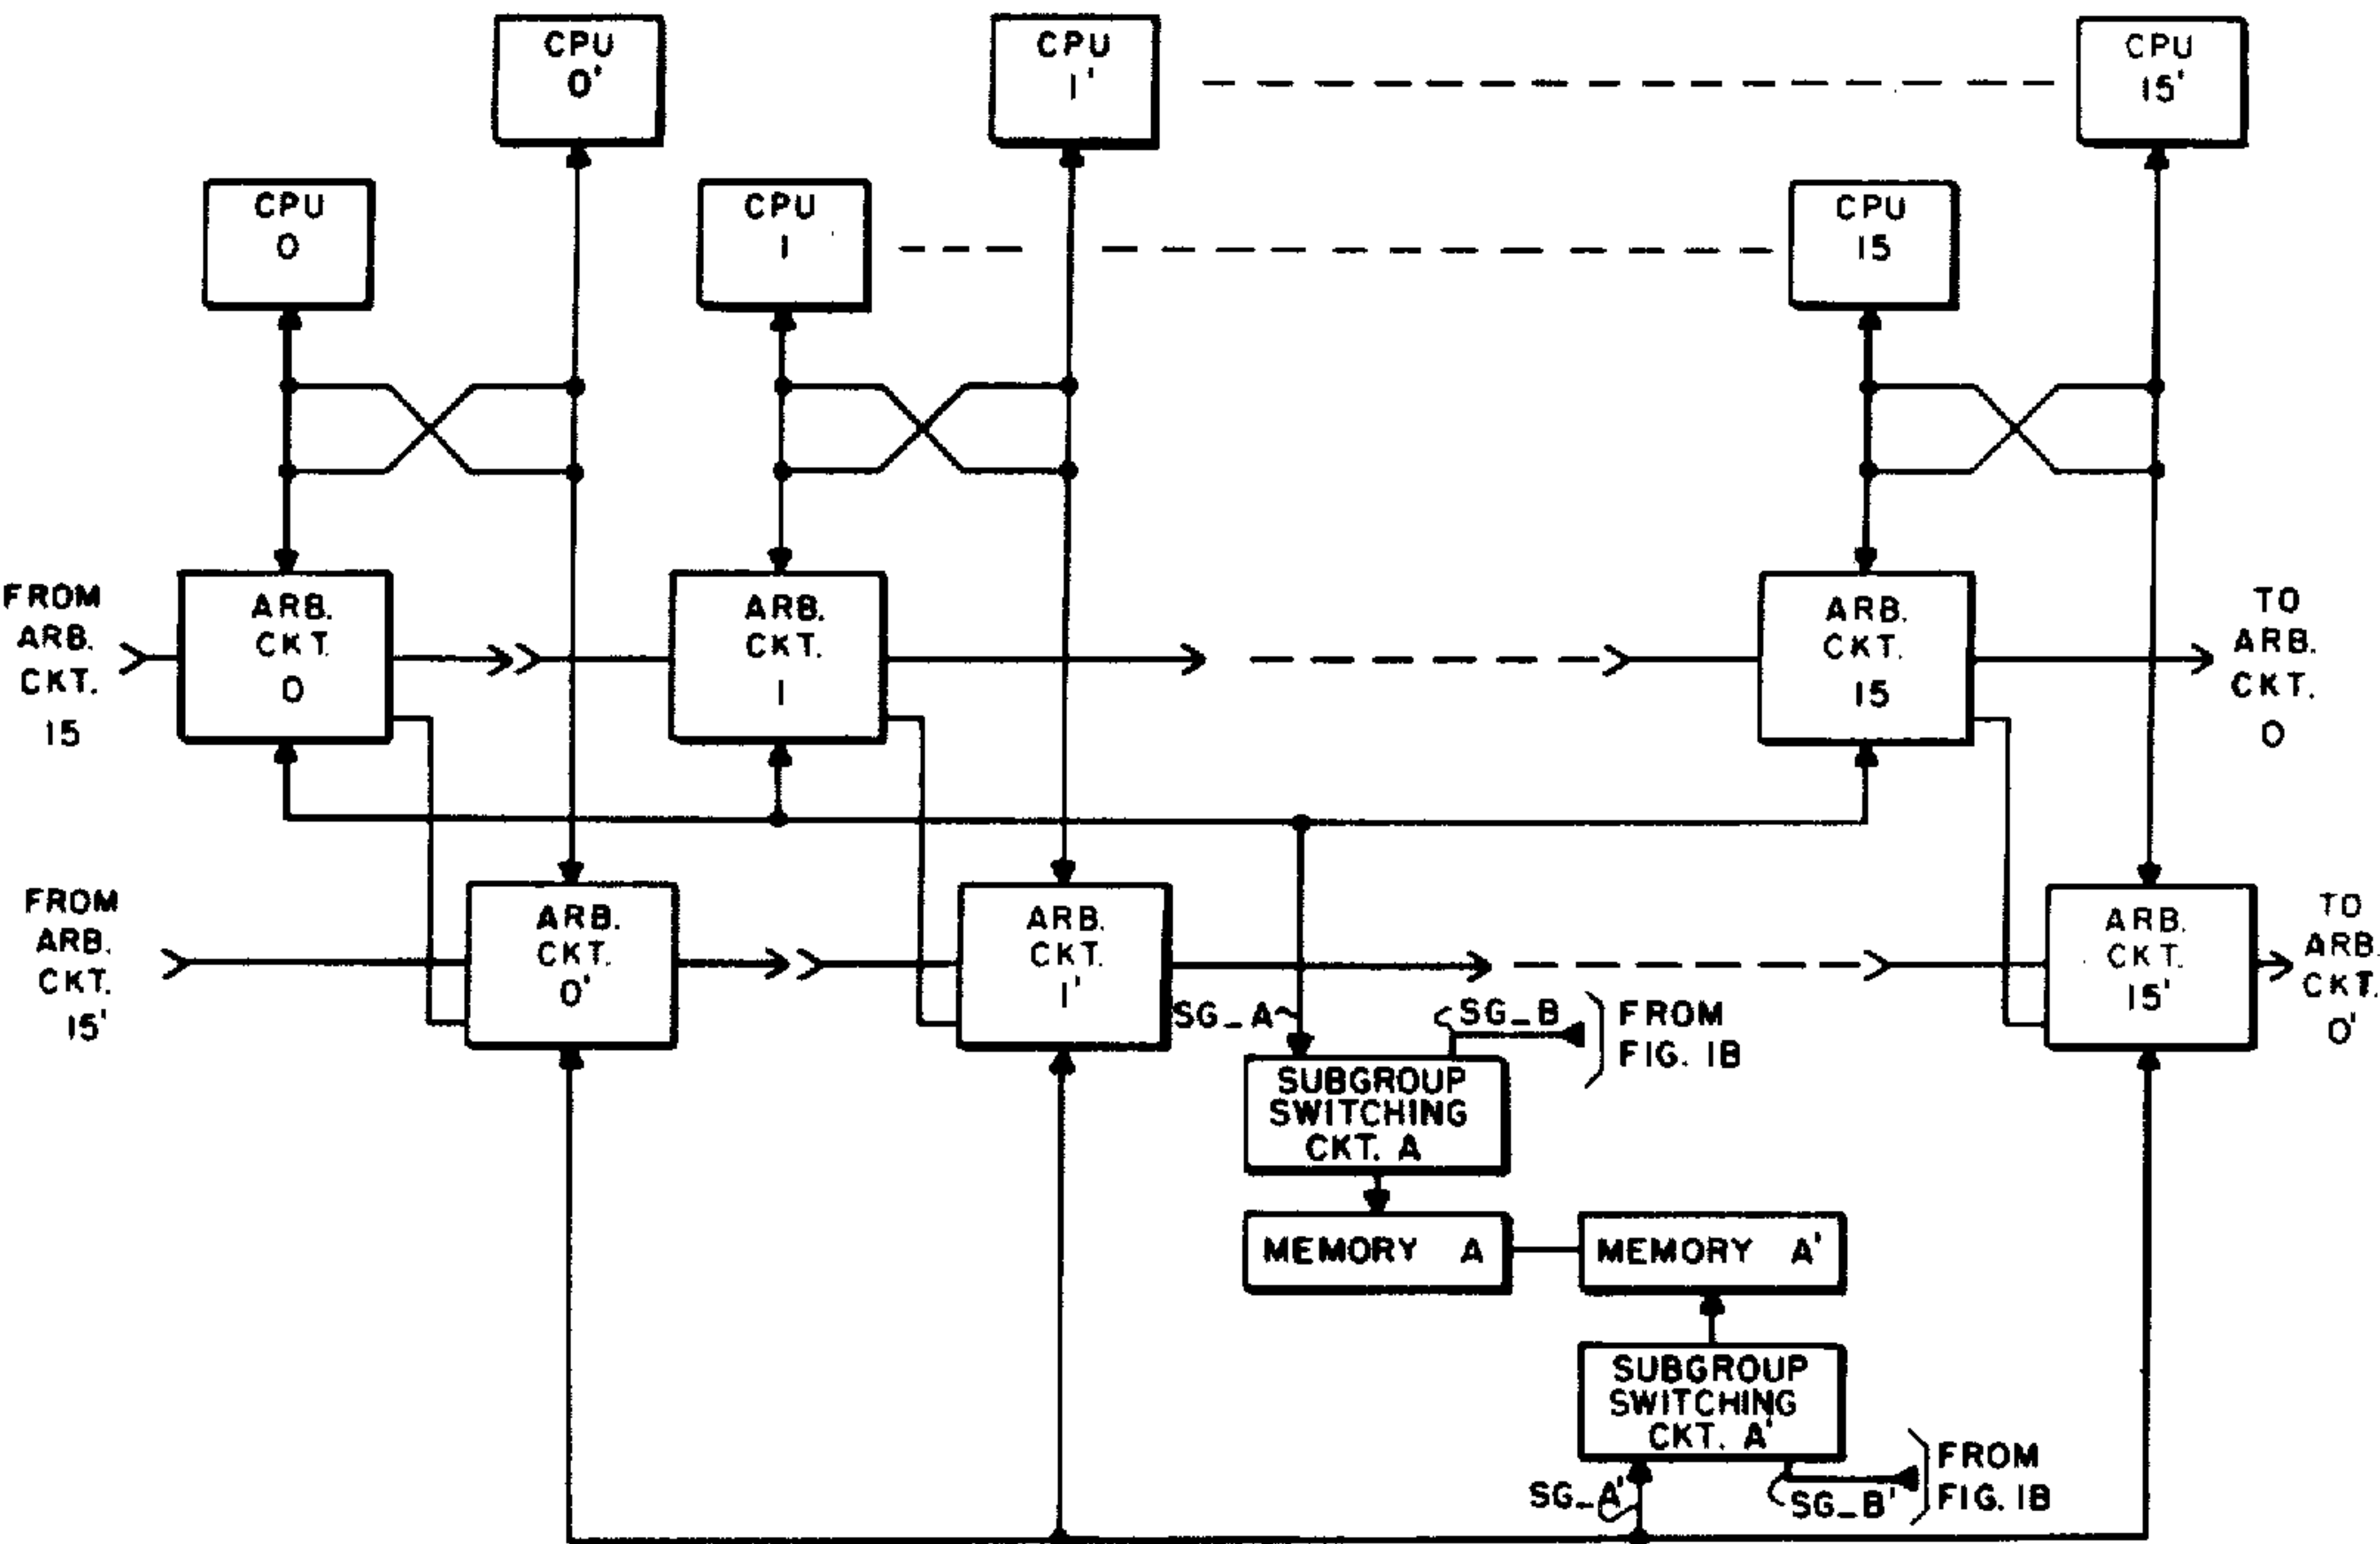 CPU
0'
CPU
1'
CPU
15'
CPU
0
CPU
1
CPU
15
FROM
ARB.
CKT.
15
ARB.
CKT.
0
ARB.
CKT.
1
ARB.
CKT.
15
TO
ARB.
CKT.
0
FROM
ARB.
CKT.
15'
ARB.
CKT.
0'
ARB.
CKT.
1'
ARB.
CKT.
15'
TO
ARB.
CKT.
0'
SG_A
SG_B
FROM
FIG. 1B
SUBGROUP
SWITCHING
CKT. A
MEMORY A
MEMORY A'
SUBGROUP
SWITCHING
CKT. A'
SG_A'
SG_B'
FROM
FIG. 1B